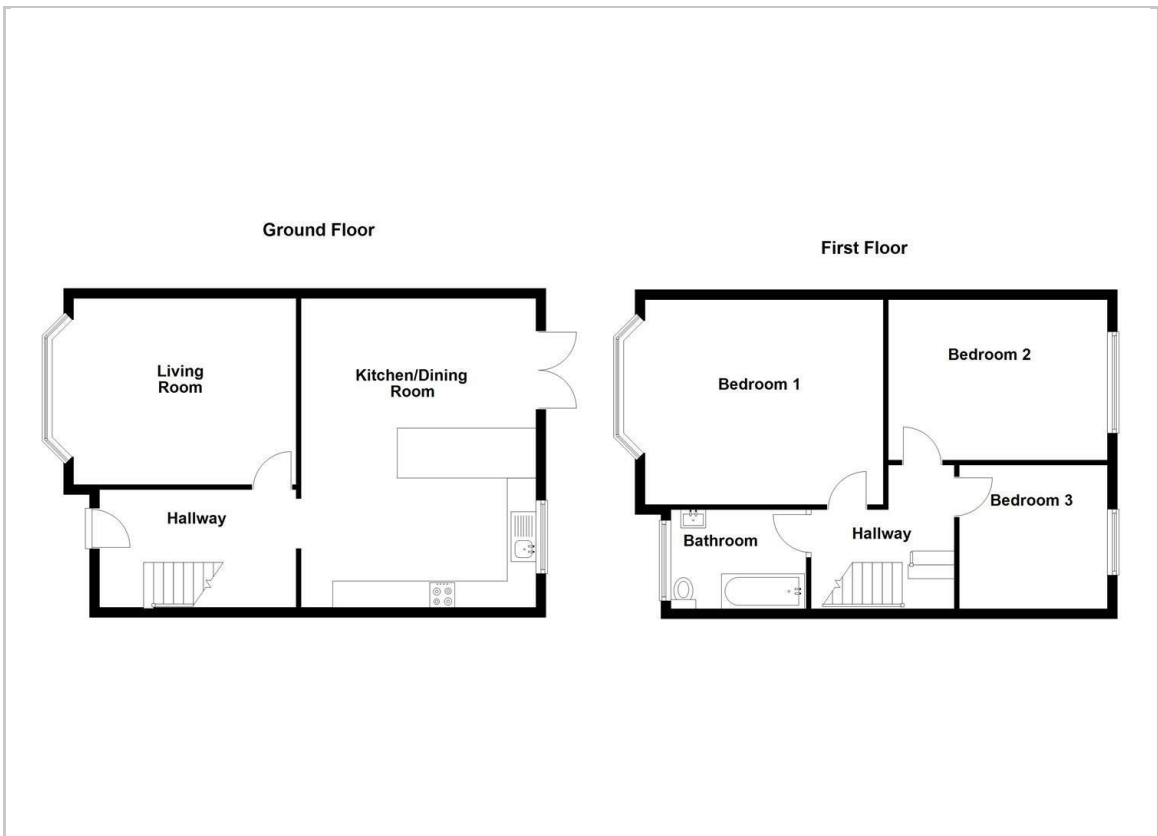 Ground Floor
Living
Room
Kitchen/Dining
Room
Hallway
First Floor
Bedroom 1
Bedroom 2
Bedroom 3
Bathroom
Hallway